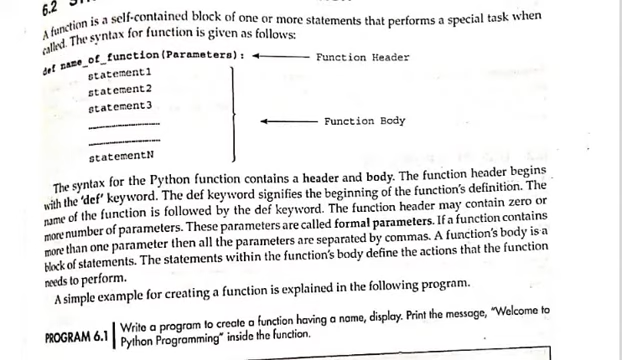 6.2
A function is a self-contained block of one or more statements that performs a special task when
called. The syntax for function is given as follows:
def name_of_function(Parameters): Function Header
statement1
statement2
statement3
Function Body
statementN
The syntax for the Python function contains a header and body. The function header begins
with the 'def' keyword. The def keyword signifies the beginning of the function's definition. The
name of the function is followed by the def keyword. The function header may contain zero or
more number of parameters. These parameters are called formal parameters. If a function contains
more than one parameter then all the parameters are separated by commas. A function's body is a
block of statements. The statements within the function's body define the actions that the function
needs to perform.
A simple example for creating a function is explained in the following program.
PROGRAM 6.1 Write a program to create a function having a name, display. Print the message, "Welcome to
Python Programming" inside the function.